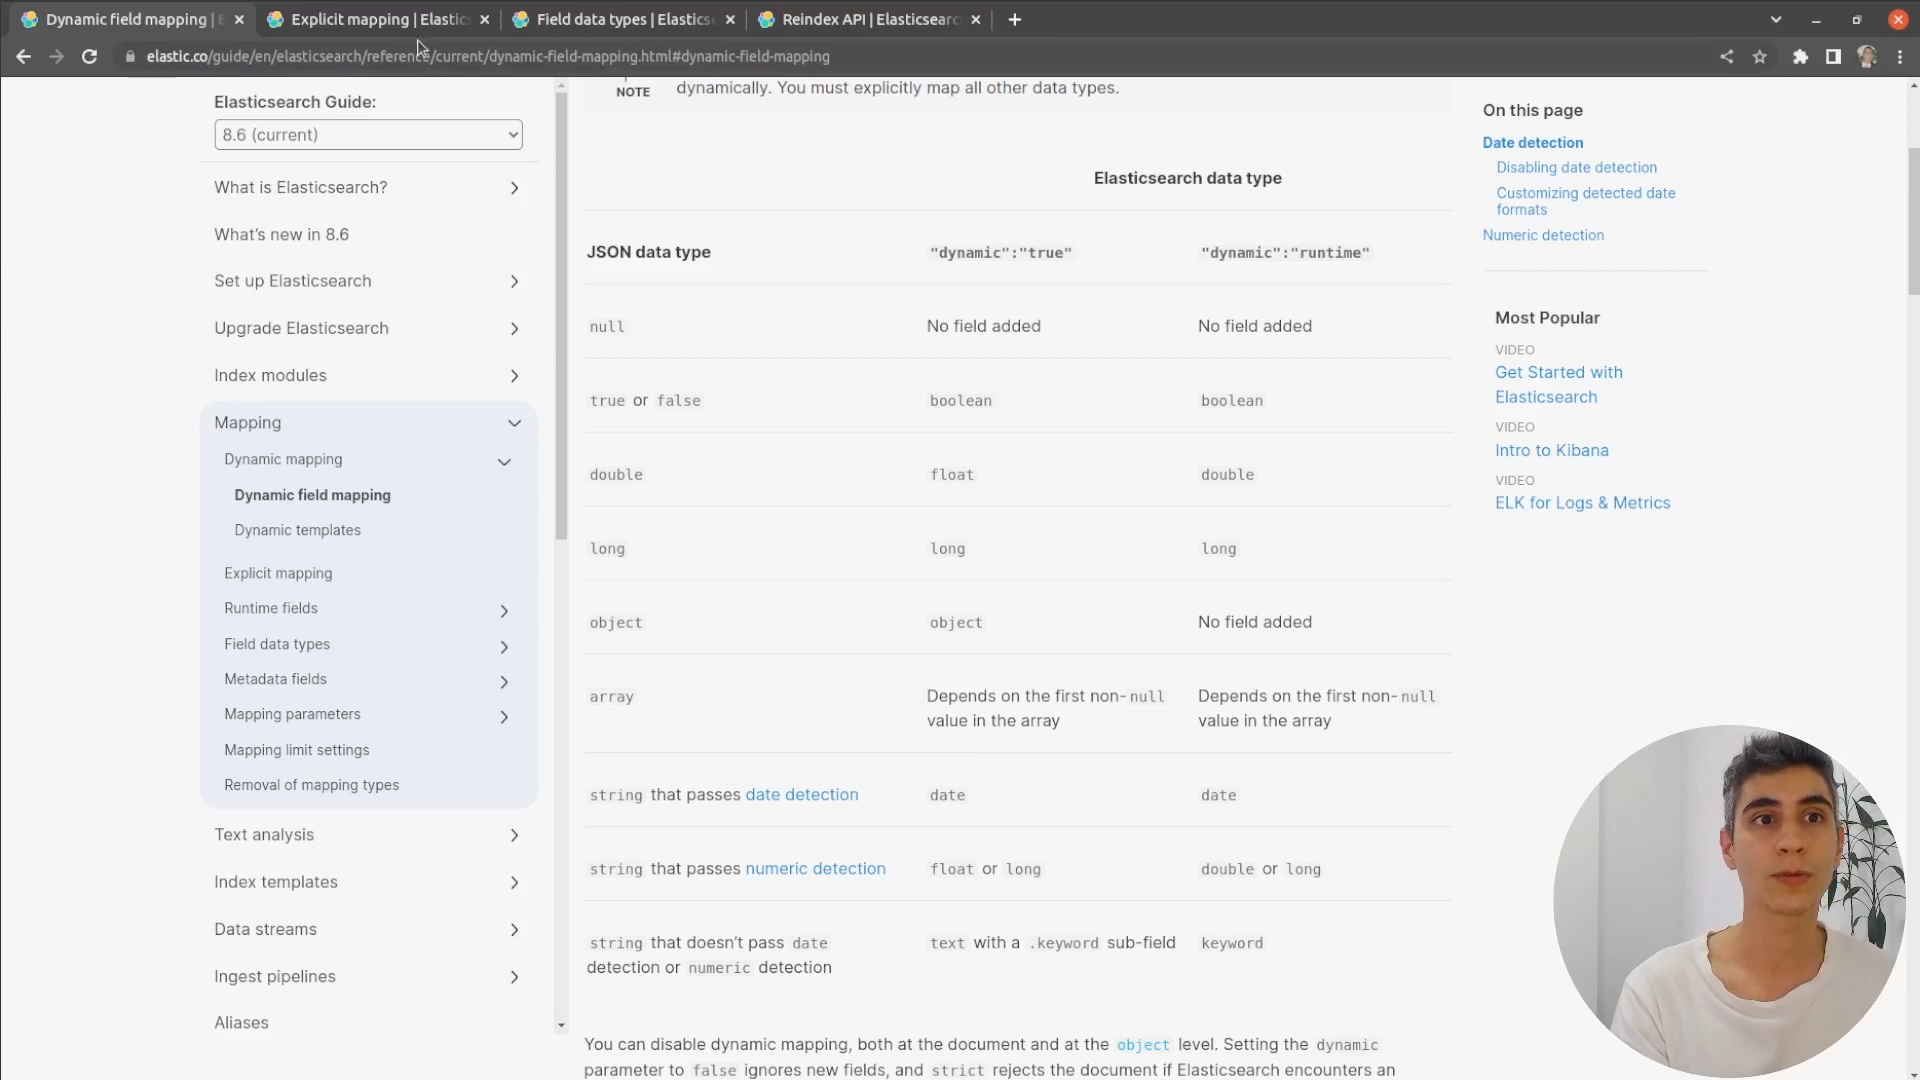 Dynamic field mapping |
Explicit mapping | Elastic
Field data types | Elastics
Reindex API | Elasticsearc
elastic.co/guide/en/elasticsearch/reference/current/dynamic-field-mapping.html#dynamic-field-mapping
Elasticsearch Guide:
8.6 (current)
What is Elasticsearch?
What's new in 8.6
Set up Elasticsearch
Upgrade Elasticsearch
Index modules
Mapping
Dynamic mapping
Dynamic field mapping
Dynamic templates
Explicit mapping
Runtime fields
Field data types
Metadata fields
Mapping parameters
Mapping limit settings
Removal of mapping types
Text analysis
Index templates
Data streams
Ingest pipelines
Aliases
NOTE dynamically. You must explicitly map all other data types.
Elasticsearch data type
JSON data type "dynamic":"true" "dynamic":"runtime"
null No field added No field added
true or false boolean boolean
double float double
long long long
object object No field added
array Depends on the first non-null Depends on the first non-null
value in the array value in the array
string that passes date detection date date
string that passes numeric detection float or long double or long
string that doesn't pass date text with a .keyword sub-field keyword
detection or numeric detection
You can disable dynamic mapping, both at the document and at the object level. Setting the dynamic
parameter to false ignores new fields, and strict rejects the document if Elasticsearch encounters an
On this page
Date detection
Disabling date detection
Customizing detected date
formats
Numeric detection
Most Popular
VIDEO
Get Started with
Elasticsearch
VIDEO
Intro to Kibana
VIDEO
ELK for Logs & Metrics